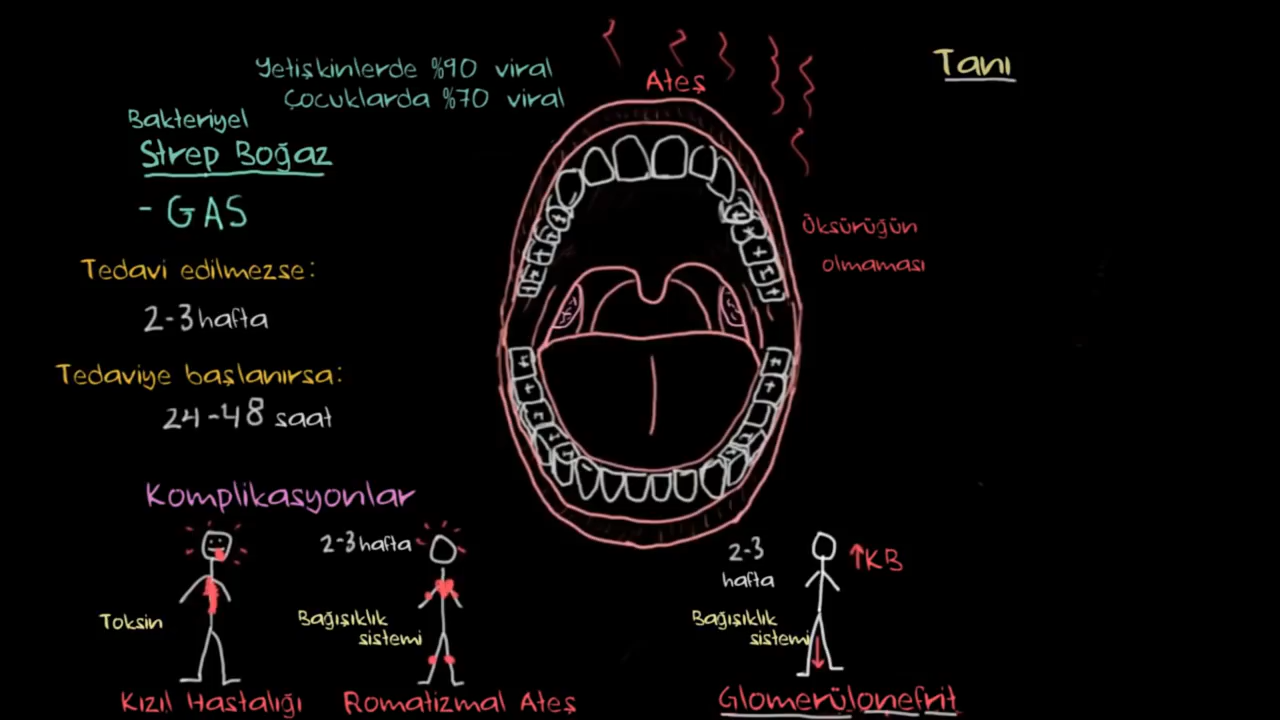 Yetişkinlerde %90 viral
Çocuklarda %70 viral
Bakteriyel
Strep Boğaz
- GAS
Tedavi edilmezse:
2-3 hafta
Tedaviye başlanırsa:
24-48 saat
Ateş
Öksürüğün
olmaması
Tanı
Komplikasyonlar
Toksin
Kızıl Hastalığı
2-3 hafta
Bağışıklık
sistemi
Romatizmal Ateş
2-3
hafta
↑KB
Bağışıklık
sistemi
Glomerülonefrit